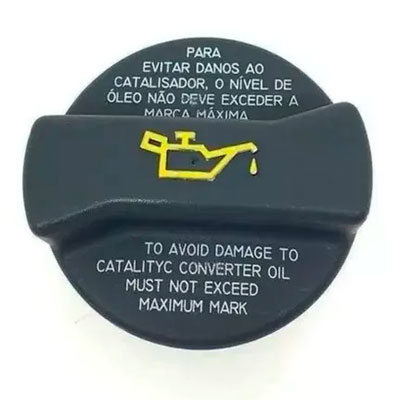 PARA
EVITAR DANOS AO
CATALISADOR, O NÍVEL DE
ÓLEO NÃO DEVE EXCEDER A
MARCA MÁXIMA
TO AVOID DAMAGE TO
CATALITYC CONVERTER OIL
MUST NOT EXCEED
MAXIMUM MARK